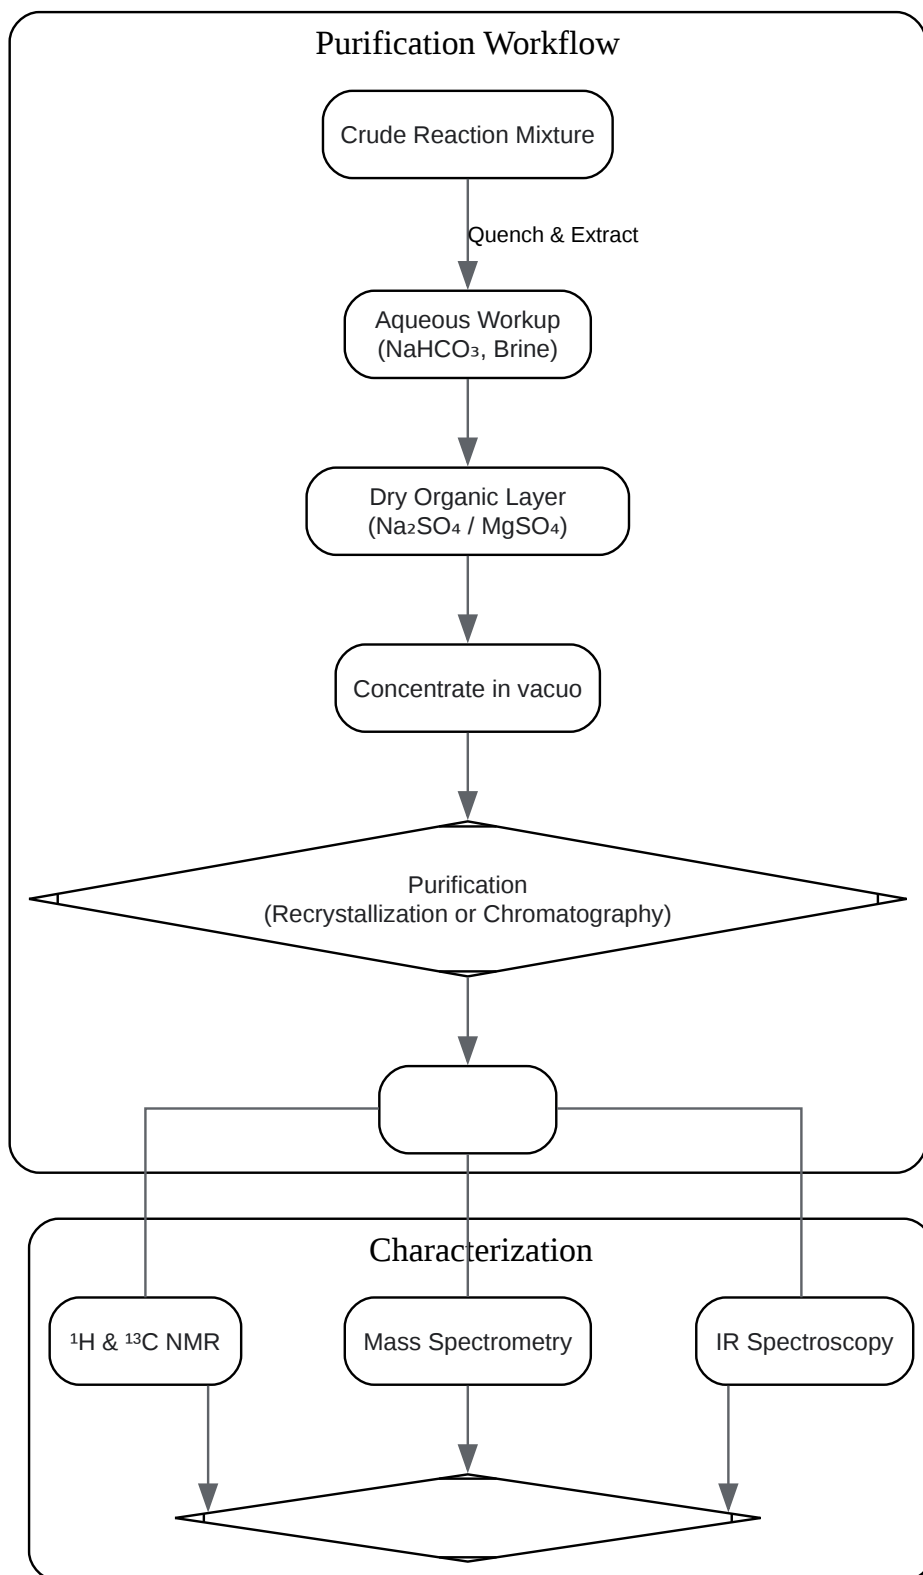 Purification Workflow
Crude Reaction Mixture
Quench & Extract
Aqueous Workup
(NaHCO₃, Brine)
Dry Organic Layer
(Na₂SO₄ / MgSO₄)
Concentrate in vacuo
Purification
(Recrystallization or Chromatography)
Characterization
¹H & ¹³C NMR
Mass Spectrometry
IR Spectroscopy